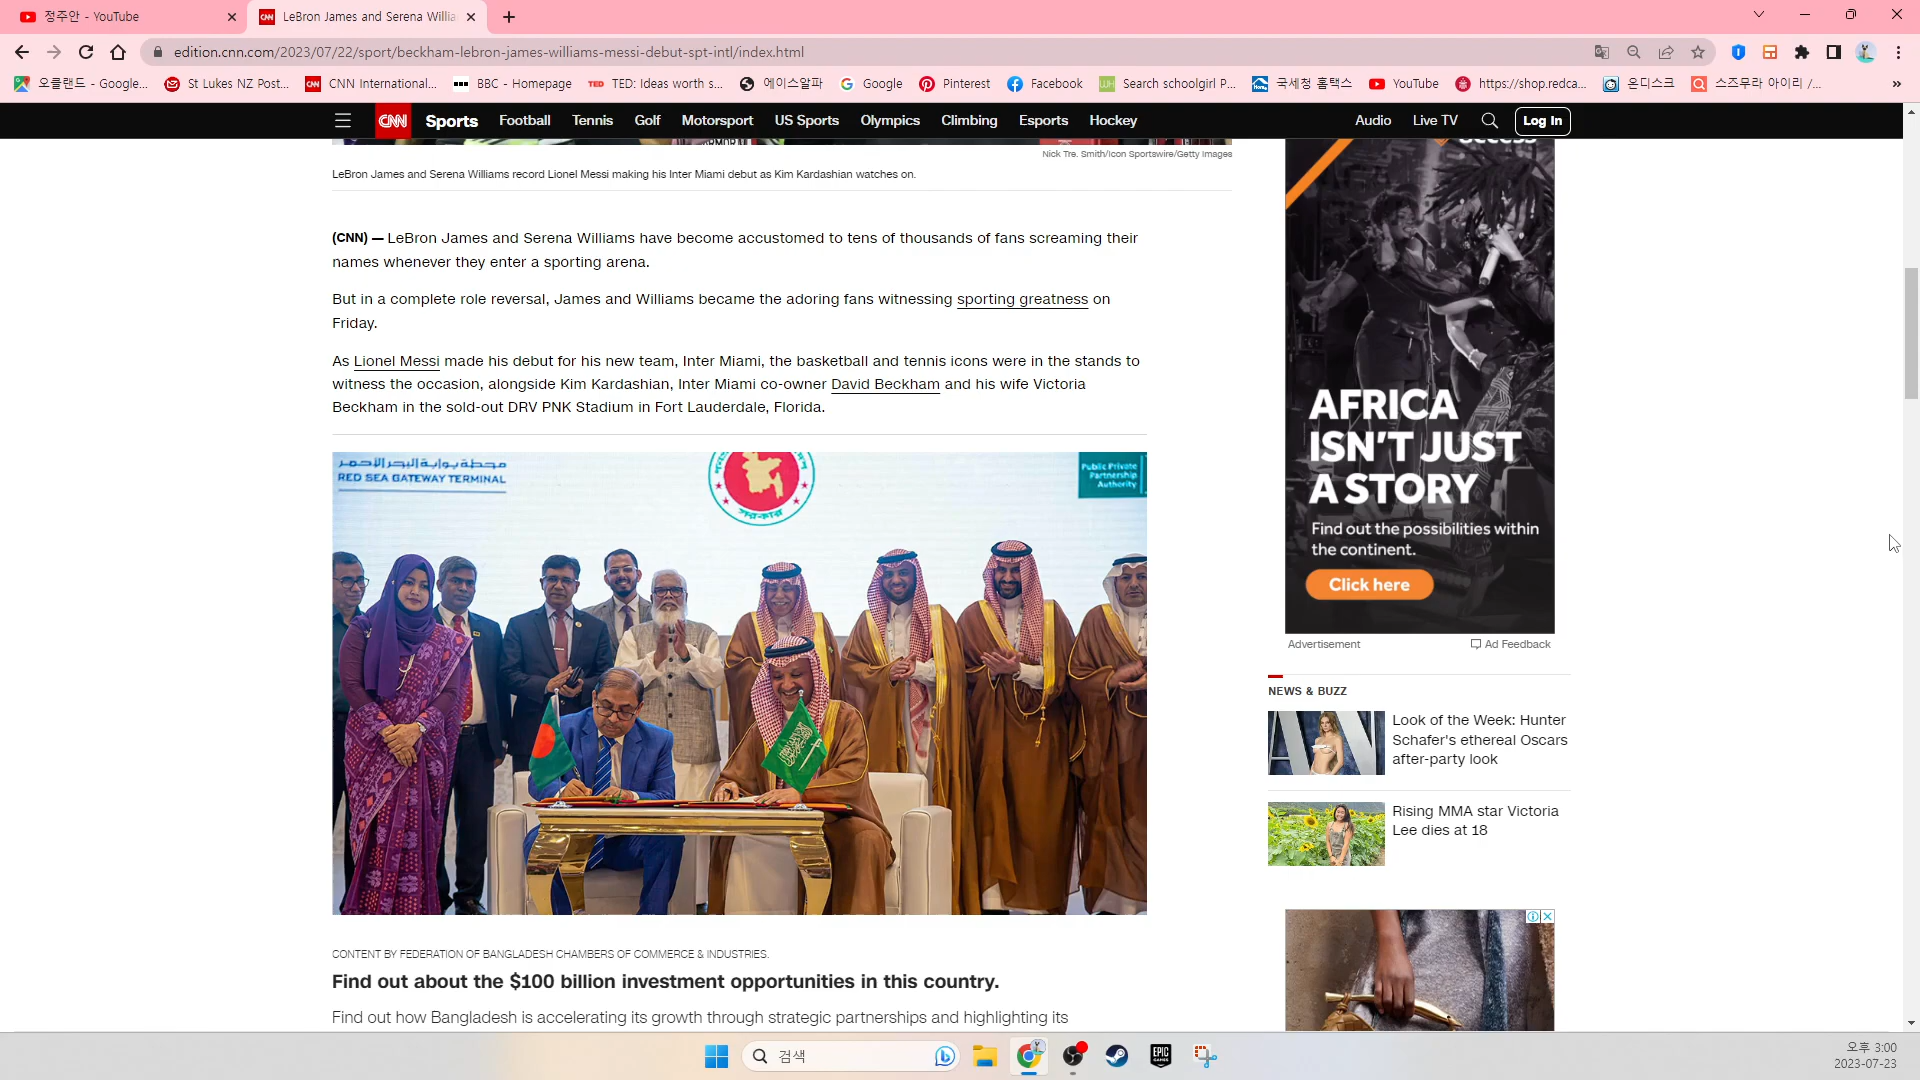 정주안 - YouTube
LeBron James and Serena Willia
edition.cnn.com/2023/07/22/sport/beckham-lebron-james-williams-messi-debut-spt-intl/index.html
오클랜드 - Google...
St Lukes NZ Post...
CNN International...
BBC - Homepage
TED: Ideas worth s...
에이스알파
Google
Pinterest
Facebook
Search schoolgirl P...
국세청 홈택스
YouTube
https://shop.redca...
온디스크
스즈무라 아이리 /...
CNN Sports Football Tennis Golf Motorsport US Sports Olympics Climbing Esports Hockey Audio Live TV Log In
Nick Tre. Smith/Icon Sportswire/Getty Images
LeBron James and Serena Williams record Lionel Messi making his Inter Miami debut as Kim Kardashian watches on.
(CNN) — LeBron James and Serena Williams have become accustomed to tens of thousands of fans screaming their
names whenever they enter a sporting arena.
But in a complete role reversal, James and Williams became the adoring fans witnessing sporting greatness on
Friday.
As Lionel Messi made his debut for his new team, Inter Miami, the basketball and tennis icons were in the stands to
witness the occasion, alongside Kim Kardashian, Inter Miami co-owner David Beckham and his wife Victoria
Beckham in the sold-out DRV PNK Stadium in Fort Lauderdale, Florida.
محطة بوابة البحر الأحمر
RED SEA GATEWAY TERMINAL
সরকার
Public Private
Partnership
Authority
CONTENT BY FEDERATION OF BANGLADESH CHAMBERS OF COMMERCE & INDUSTRIES.
Find out about the $100 billion investment opportunities in this country.
Find out how Bangladesh is accelerating its growth through strategic partnerships and highlighting its
access
AFRICA
ISN'T JUST
A STORY
Find out the possibilities within
the continent.
Click here
Advertisement
Ad Feedback
NEWS & BUZZ
Look of the Week: Hunter
Schafer's ethereal Oscars
after-party look
Rising MMA star Victoria
Lee dies at 18
검색
EPIC
GAMES
오후 3:00
2023-07-23